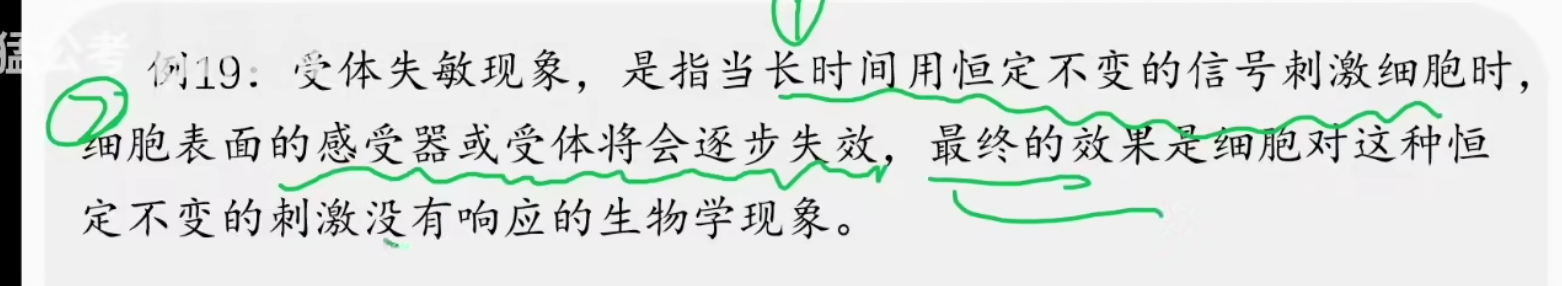 猛 公考
例19：受体失敏现象，是指当长时间用恒定不变的信号刺激细胞时，
细胞表面的感受器或受体将会逐步失效，最终的效果是细胞对这种恒
定不变的刺激没有有响应的生物学现象。